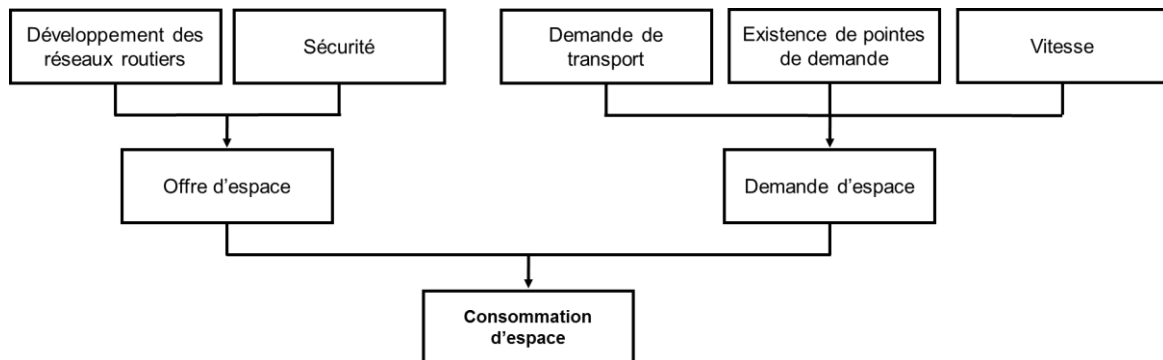 Développement des
réseaux routiers
Sécurité
Demande de
transport
Existence de pointes
de demande
Vitesse
Offre d'espace
Demande d'espace
Consommation
d'espace